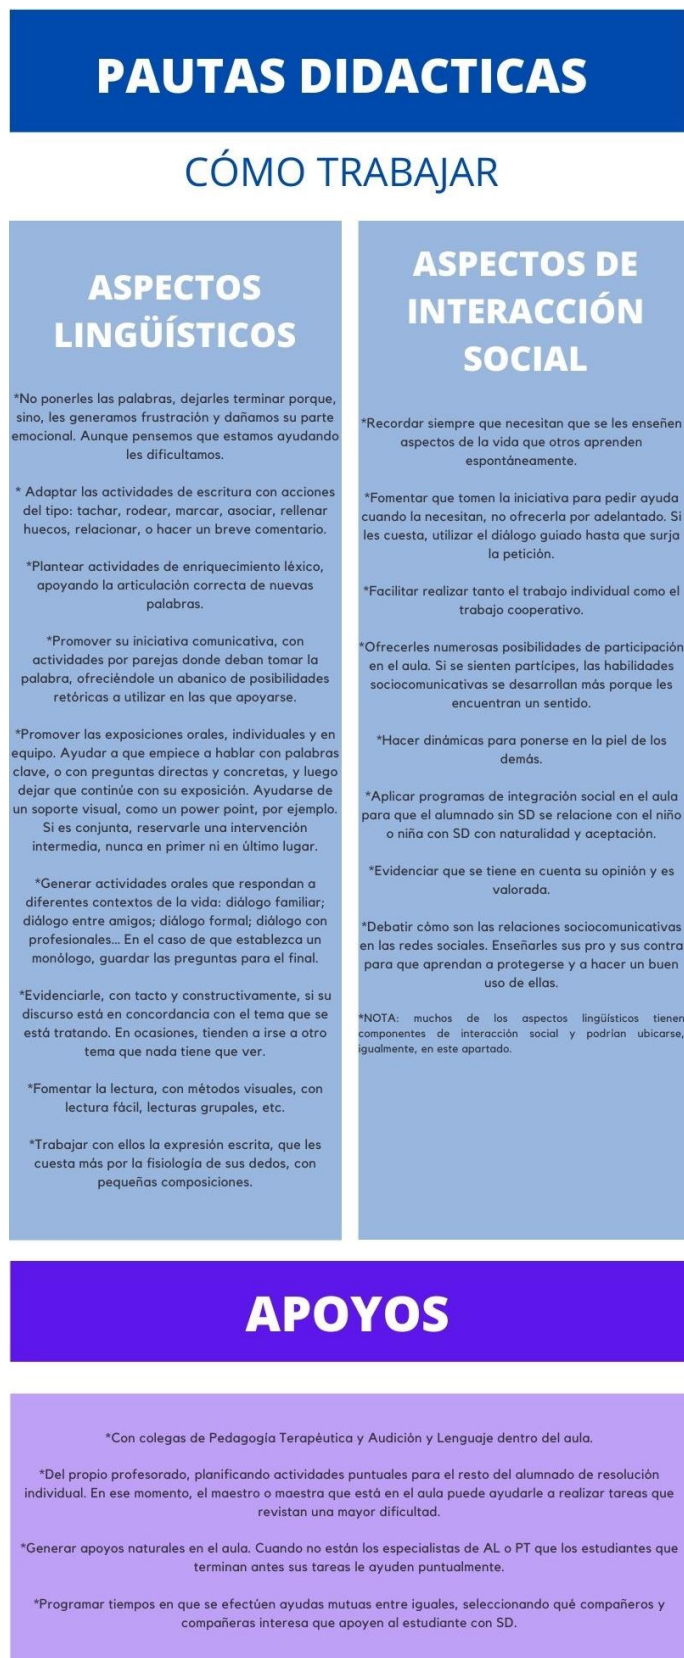 PAUTAS DIDACTICAS
CÓMO TRABAJAR
ASPECTOS
LINGÜÍSTICOS
*No ponerles las palabras, dejarles terminar porque,
sino, les generamos frustración y dañamos su parte
emocional. Aunque pensemos que estamos ayudando
les dificultamos.
* Adaptar las actividades de escritura con acciones
del tipo: tachar, rodear, marcar, asociar, rellenar
huecos, relacionar, o hacer un breve comentario.
*Plantear actividades de enriquecimiento léxico,
apoyando la articulación correcta de nuevas
palabras.
*Promover su iniciativa comunicativa, con
actividades por parejas donde deban tomar la
palabra, ofreciéndole un abanico de posibilidades
retóricas a utilizar en las que apoyarse.
*Promover las exposiciones orales, individuales y en
equipo. Ayudar a que empiece a hablar con palabras
clave, o con preguntas directas y concretas, y luego
dejar que continúe con su exposición. Ayudarse de
un soporte visual, como un power point, por ejemplo.
Si es conjunta, reservarle una intervención
intermedia, nunca en primer ni en último lugar.
*Generar actividades orales que respondan a
diferentes contextos de la vida: diálogo familiar;
diálogo entre amigos; diálogo formal; diálogo con
profesionales... En el caso de que establezca un
monólogo, guardar las preguntas para el final.
*Evidenciarle, con tacto y constructivamente, si su
discurso está en concordancia con el tema que se
está tratando. En ocasiones, tienden a irse a otro
tema que nada tiene que ver.
*Fomentar la lectura, con métodos visuales, con
lectura fácil, lecturas grupales, etc.
*Trabajar con ellos la expresión escrita, que les
cuesta más por la fisiología de sus dedos, con
pequeñas composiciones.
ASPECTOS DE
INTERACCIÓN
SOCIAL
*Recordar siempre que necesitan que se les enseñen
aspectos de la vida que otros aprenden
espontáneamente.
*Fomentar que tomen la iniciativa para pedir ayuda
cuando la necesitan, no ofrecerla por adelantado. Si
les cuesta, utilizar el diálogo guiado hasta que surja
la petición.
*Facilitar realizar tanto el trabajo individual como el
trabajo cooperativo.
*Ofrecerles numerosas posibilidades de participación
en el aula. Si se sienten partícipes, las habilidades
sociocomunicativas se desarrollan más porque les
encuentran un sentido.
*Hacer dinámicas para ponerse en la piel de los
demás.
*Aplicar programas de integración social en el aula
para que el alumnado sin SD se relacione con el niño
o niña con SD con naturalidad y aceptación.
*Evidenciar que se tiene en cuenta su opinión y es
valorada.
*Debatir cómo son las relaciones sociocomunicativas
en las redes sociales. Enseñarles sus pro y sus contra
para que aprendan a protegerse y a hacer un buen
uso de ellas.
*NOTA: muchos de los aspectos lingüísticos tienen
componentes de interacción social y podrían ubicarse,
igualmente, en este apartado.
APOYOS
*Con colegas de Pedagogía Terapéutica y Audición y Lenguaje dentro del aula.
*Del propio profesorado, planificando actividades puntuales para el resto del alumnado de resolución
individual. En ese momento, el maestro o maestra que está en el aula puede ayudarle a realizar tareas que
revistan una mayor dificultad.
*Generar apoyos naturales en el aula. Cuando no están los especialistas de AL o PT que los estudiantes que
terminan antes sus tareas le ayuden puntualmente.
*Programar tiempos en que se efectúen ayudas mutuas entre iguales, seleccionando qué compañeros y
compañeras interesa que apoyen al estudiante con SD.